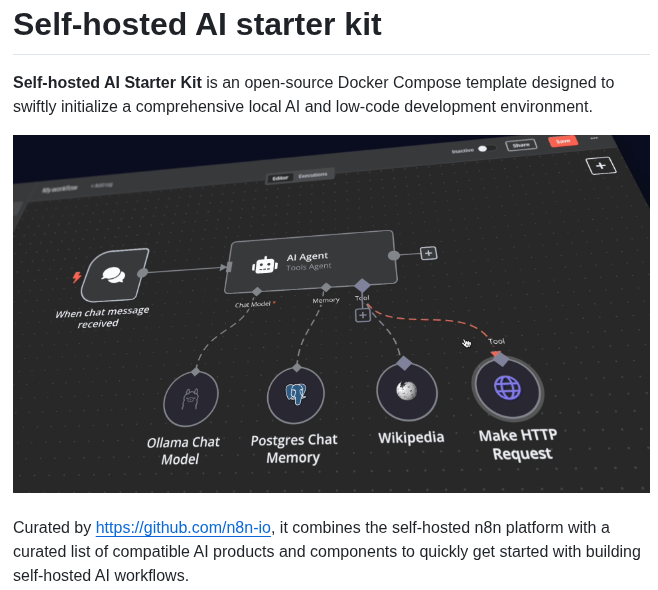 Self-hosted AI starter kit
Self-hosted AI Starter Kit is an open-source Docker Compose template designed to
swiftly initialize a comprehensive local AI and low-code development environment.
My workflow
Inactive
Share
Save
Editor
Executions
AI Agent
Tools Agent
When chat message
received
Chat Model *
Memory
Tool
Tool
Ollama Chat
Model
Postgres Chat
Memory
Wikipedia
Make HTTP
Request
Curated by https://github.com/n8n-io, it combines the self-hosted n8n platform with a
curated list of compatible AI products and components to quickly get started with building
self-hosted AI workflows.